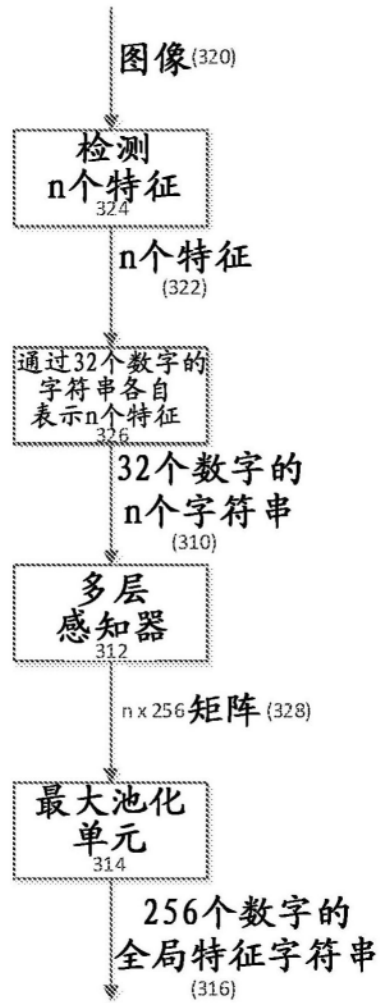 图像(320)
检测
n个特征
324
n个特征
(322)
通过32个数字的
字符串各自
表示n个特征
326
32个数字的
n个字符串
(310)
多层
感知器
312
n x 256 矩阵 (328)
最大池化
单元
314
256个数字的
全局特征字符串
(316)